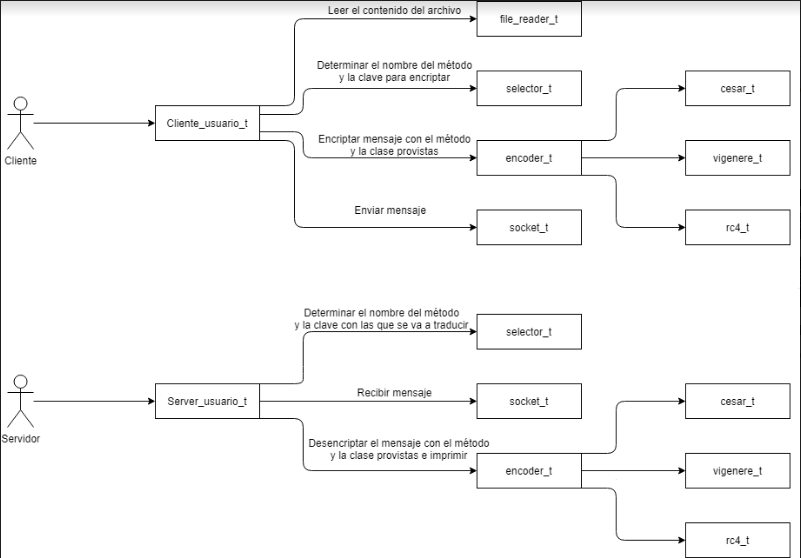 Leer el contenido del archivo
file_reader_t
Determinar el nombre del método
y la clave para encriptar
selector_t
cesar_t
Cliente_usuario_t
Cliente
Encriptar mensaje con el método
y la clase provistas
encoder_t
vigenere_t
Enviar mensaje
socket_t
rc4_t
Determinar el nombre del método
y la clave con las que se va a traducir
selector_t
Server_usuario_t
Servidor
Recibir mensaje
socket_t
cesar_t
Desencriptar el mensaje con el método
y la clase provistas e imprimir
encoder_t
vigenere_t
rc4_t